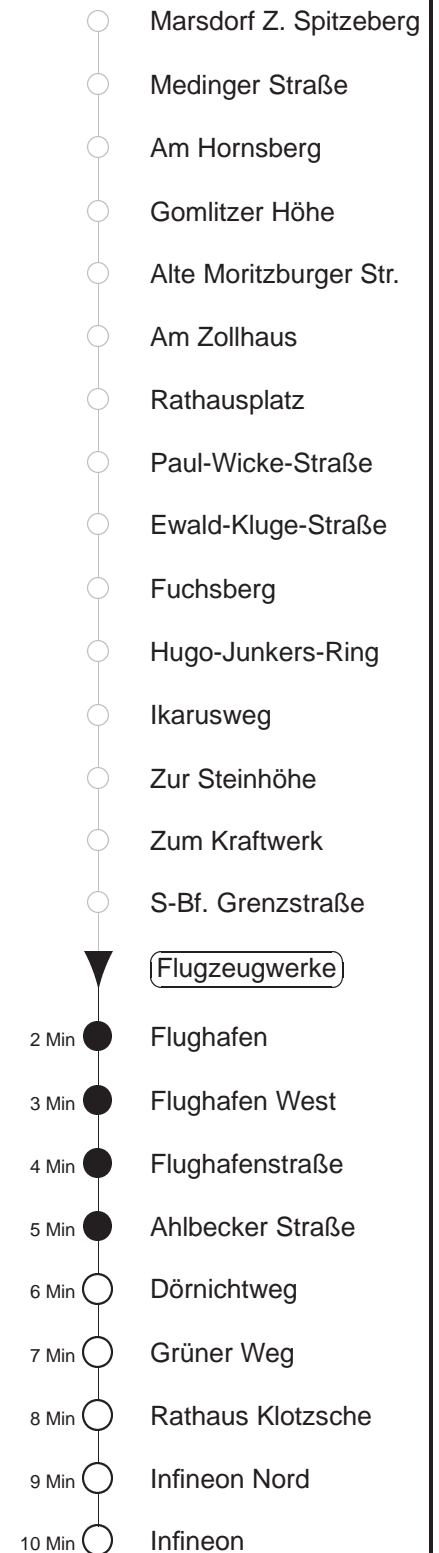 Marsdorf Z. Spitzeberg
Medinger Straße
Am Hornsberg
Gomlitzer Höhe
Alte Moritzburger Str.
Am Zollhaus
Rathausplatz
Paul-Wicke-Straße
Ewald-Kluge-Straße
Fuchsberg
Hugo-Junkers-Ring
Ikarusweg
Zur Steinhöhe
Zum Kraftwerk
S-Bf. Grenzstraße
Flugzeugwerke
2 Min Flughafen
3 Min Flughafen West
4 Min Flughafenstraße
5 Min Ahlbecker Straße
6 Min Dörnichtweg
7 Min Grüner Weg
8 Min Rathaus Klotzsche
9 Min Infineon Nord
10 Min Infineon